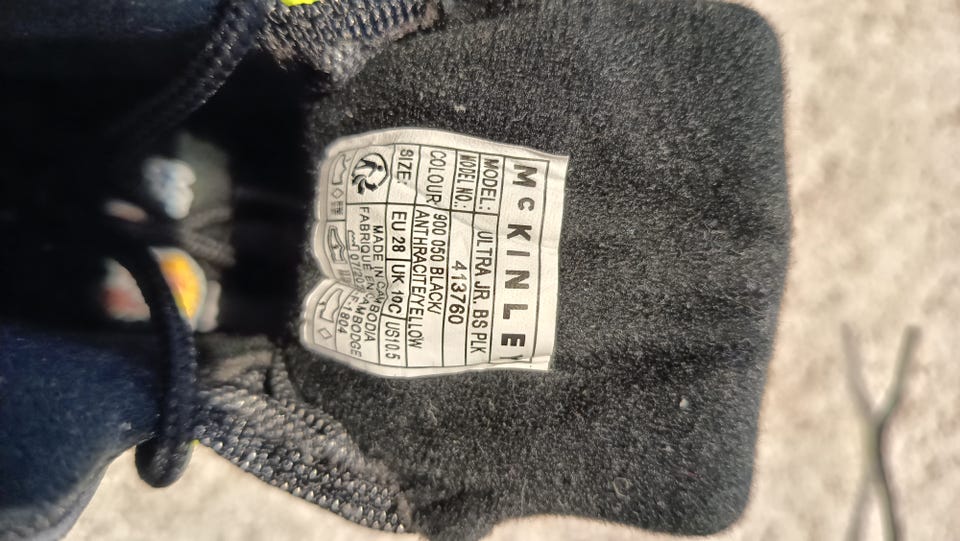 McKINLEY
MODEL: ULTRA JR. BS PLK
MODEL NO.: 413760
COLOUR 900 050 BLACK/
ANTHRACITE/YELLOW
SIZE: EU 28 UK 10C US10.5
MADE IN CAMBODIA
FABRIQUE EN CAMBODGE